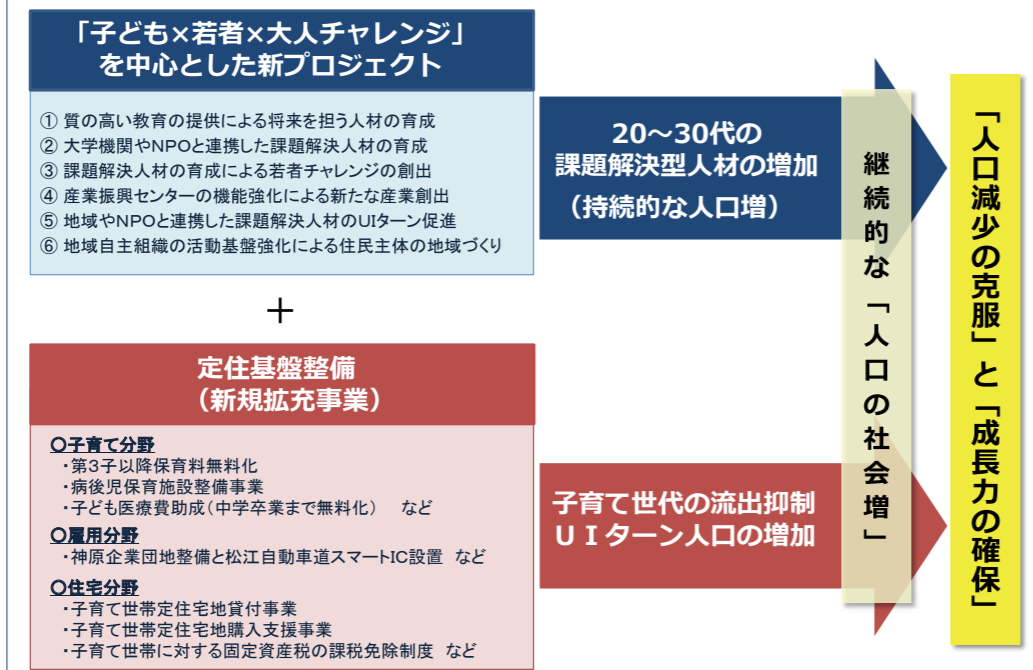 「子ども×若者×大人チャレンジ」
を中心とした新プロジェクト
① 質の高い教育の提供による将来を担う人材の育成
② 大学機関やNPOと連携した課題解決人材の育成
③ 課題解決人材の育成による若者チャレンジの創出
④ 産業振興センターの機能強化による新たな産業創出
⑤ 地域やNPOと連携した課題解決人材のUIターン促進
⑥ 地域自主組織の活動基盤強化による住民主体の地域づくり
20～30代の
課題解決型人材の増加
（持続的な人口増）
＋
定住基盤整備
（新規拡充事業）
〇子育て分野
・第3子以降保育料無料化
・病後児保育施設整備事業
・子ども医療費助成（中学卒業まで無料化）　など
〇雇用分野
・神原企業団地整備と松江自動車道スマートIC設置　など
〇住宅分野
・子育て世帯定住宅地貸付事業
・子育て世帯定住宅地購入支援事業
・子育て世帯に対する固定資産税の課税免除制度　など
子育て世代の流出抑制
ＵＩターン人口の増加
継続的な「人口の社会増」
「人口減少の克服」と「成長力の確保」